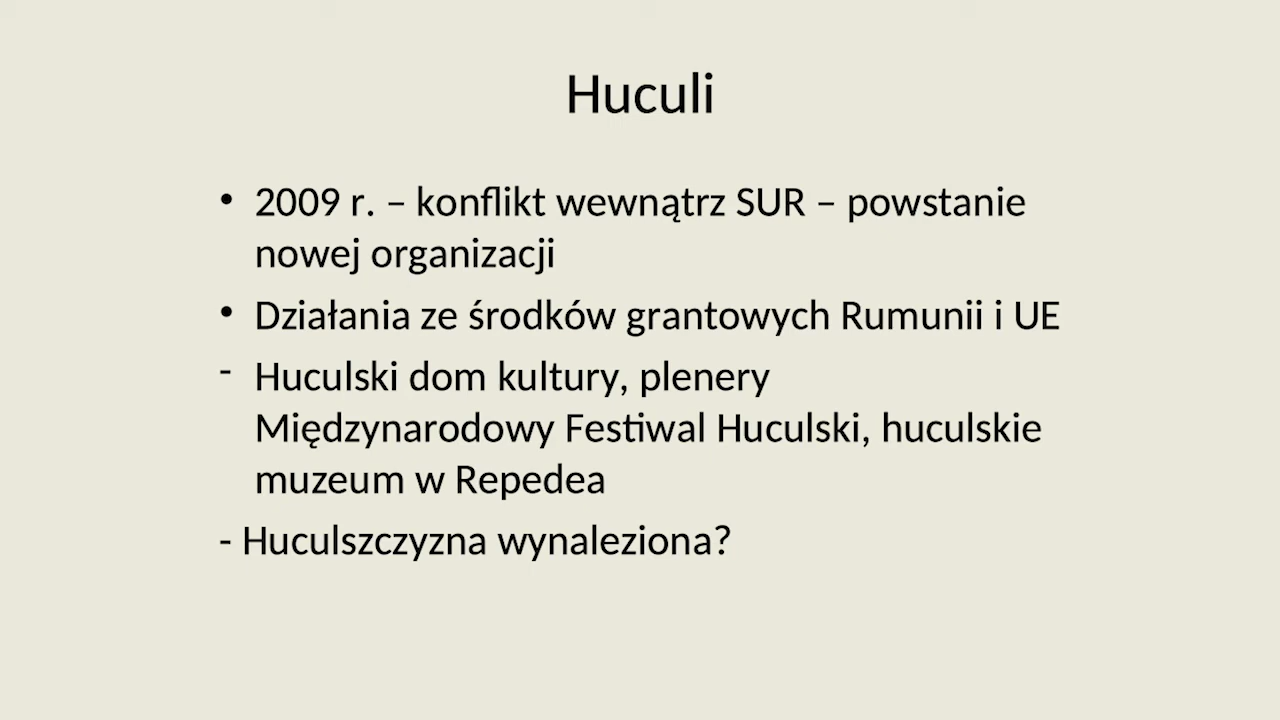 Huculi
• 2009 r. – konflikt wewnątrz SUR – powstanie
nowej organizacji
• Działania ze środków grantowych Rumunii i UE
- Huculski dom kultury, plenery
Międzynarodowy Festiwal Huculski, huculskie
muzeum w Repedea
- Huculszczyzna wynaleziona?